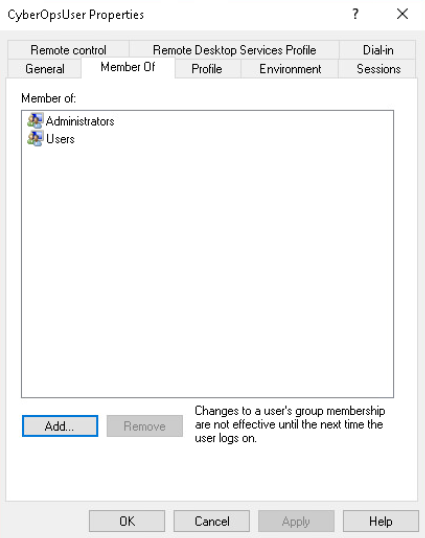 CyberOpsUser Properties
?
Remote control
Remote Desktop Services Profile
Dial-in
General
Member Of
Profile
Environment
Sessions
Member of:
Administrators
Users
Add...
Remove
Changes to a user's group membership
are not effective until the next time the
user logs on.
OK
Cancel
Apply
Help